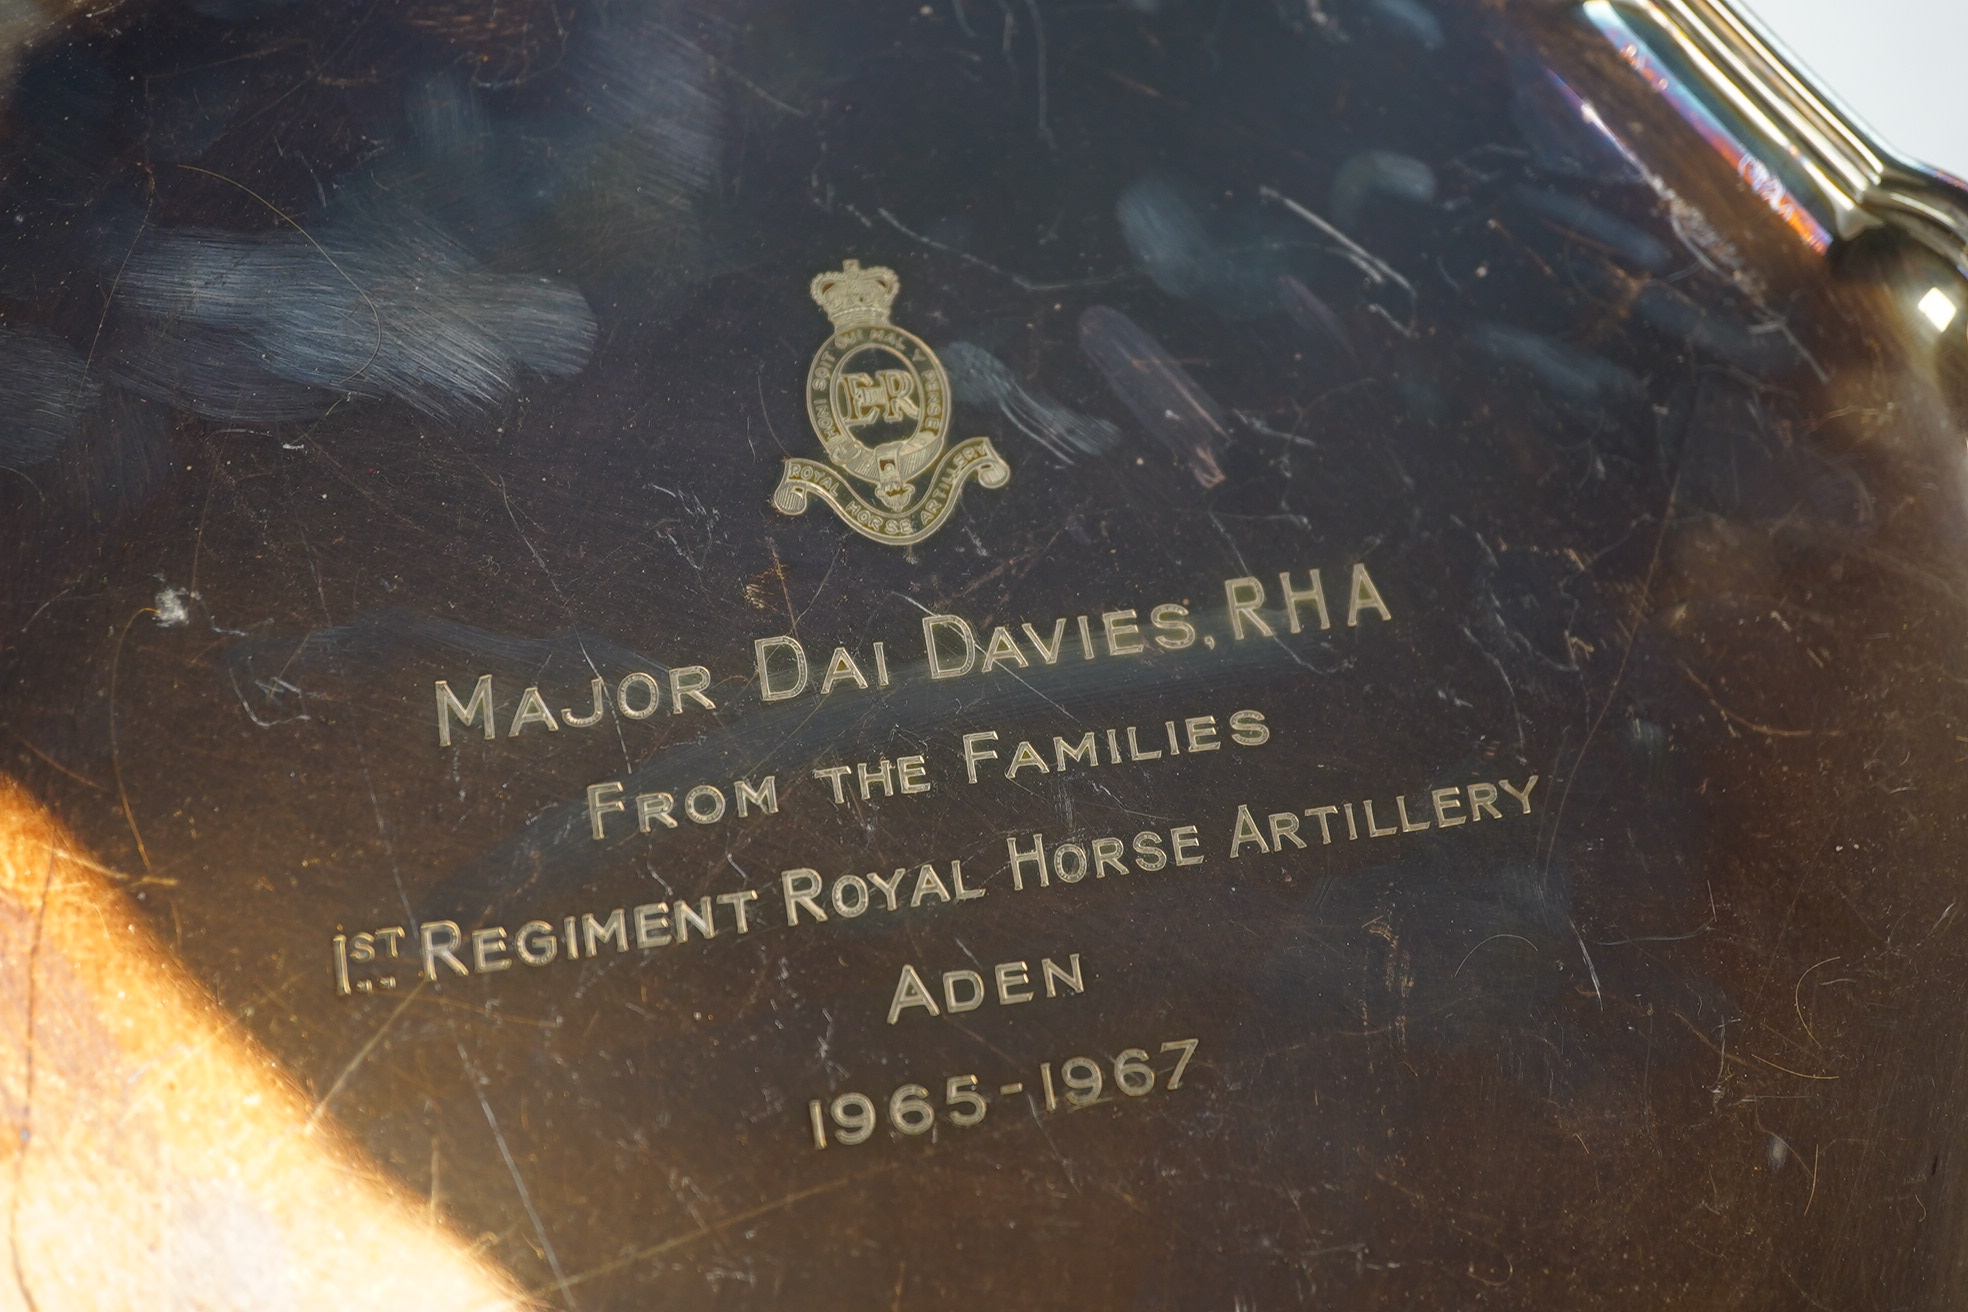 HONI SOIT QUI MAL Y PENSE
EIIR
ROYAL HORSE ARTILLERY
MAJOR DAI DAVIES, RHA
FROM THE FAMILIES
1ST REGIMENT ROYAL HORSE ARTILLERY
ADEN
1965-1967